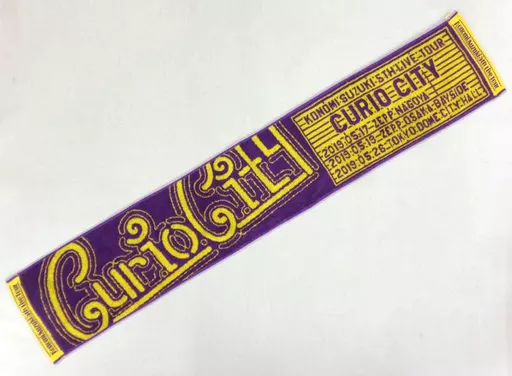 Curio City
KONOMI SUZUKI 5TH LIVE TOUR
CURIO CITY
2019.05.17-ZEPP NAGOYA
2019.05.19-ZEPP OSAKA BAYSIDE
2019.05.26-TOKYO DOME CITY HALL